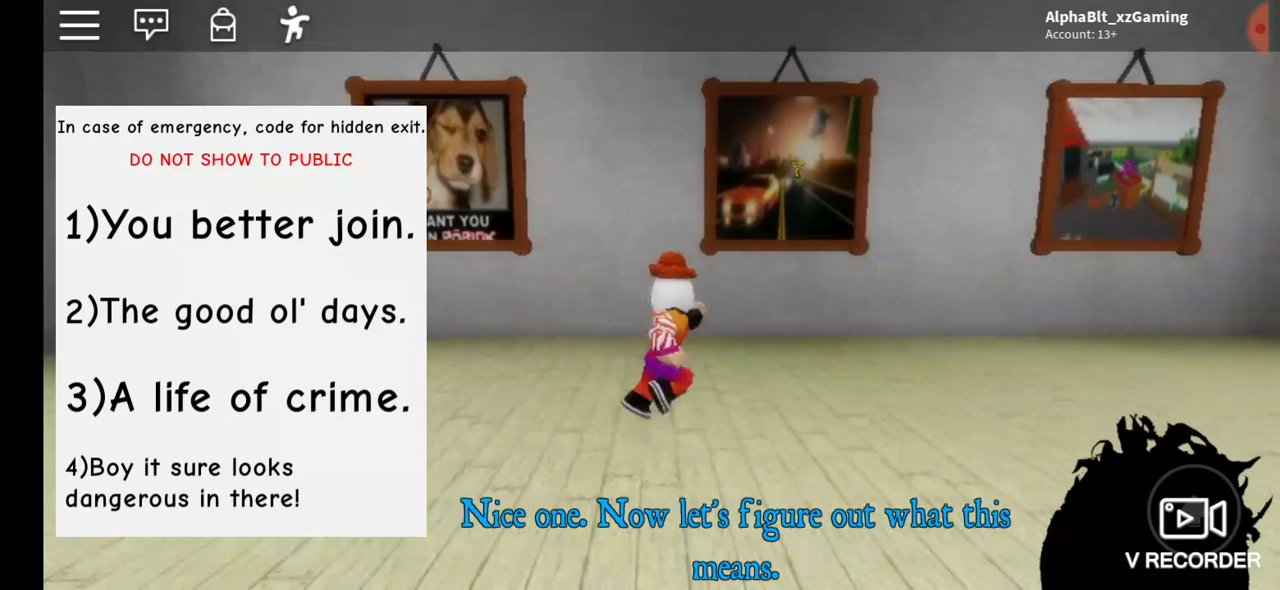 AlphaBlt_xzGaming
Account: 13+
In case of emergency, code for hidden exit.
DO NOT SHOW TO PUBLIC
1)You better join.
2)The good ol' days.
3)A life of crime.
4)Boy it sure looks
dangerous in there!
ANT YOU
Nice one. Now let's figure out what this
means.
V RECORDER